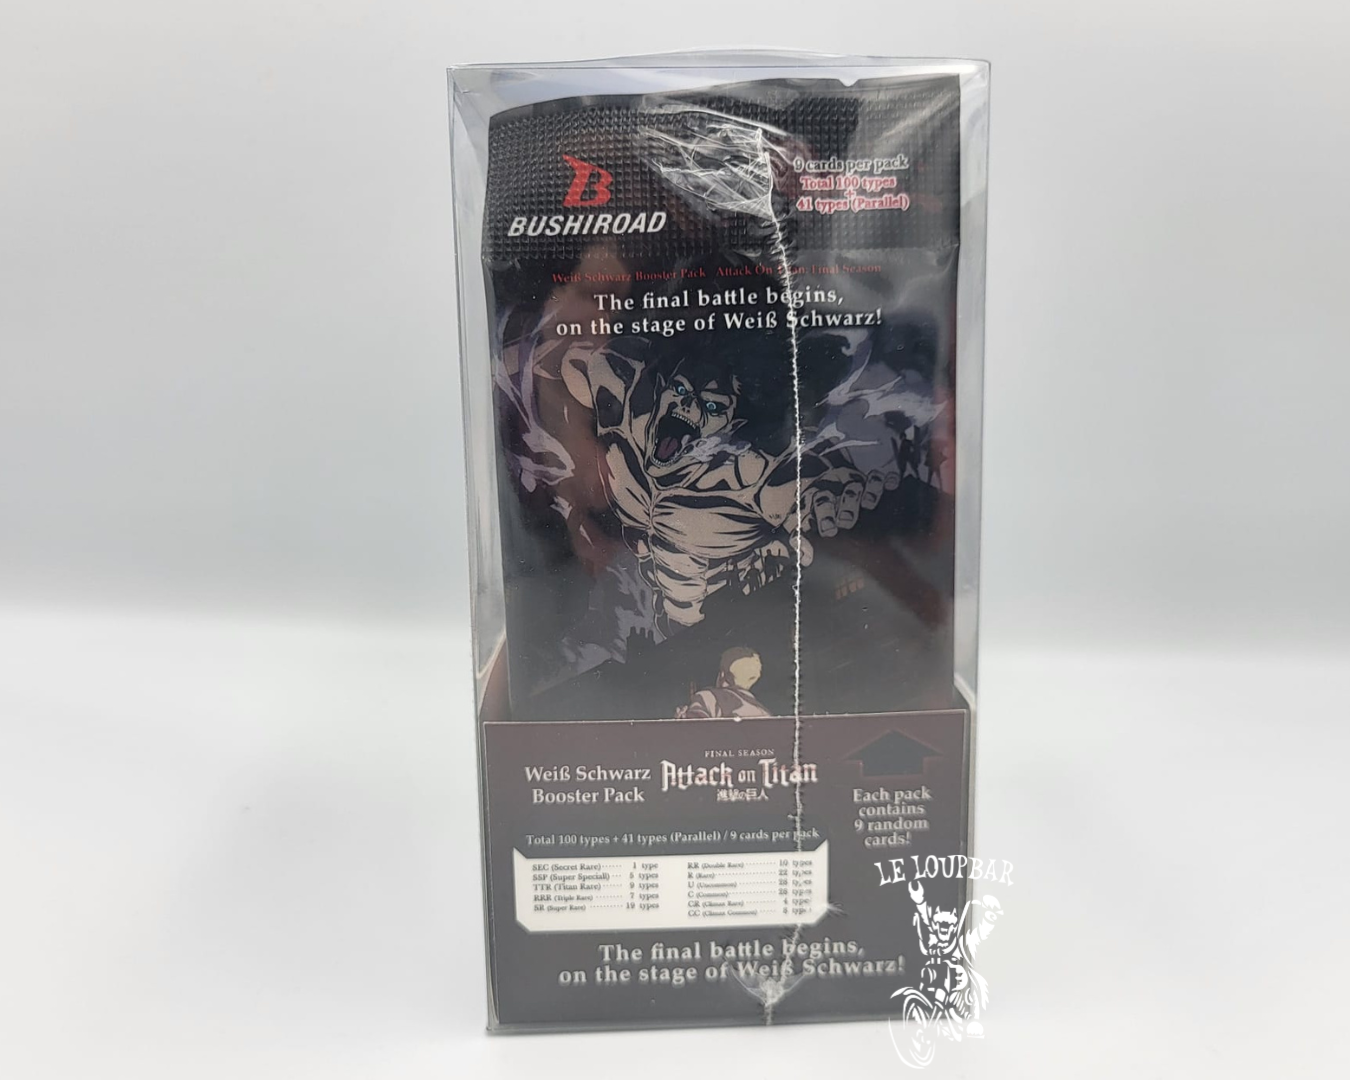 BUSHIROAD
9 cards per pack
Total 100 types
+
41 types (Parallel)
Weiß Schwarz Booster Pack Attack On Titan: Final Season
The final battle begins,
on the stage of Weiß Schwarz!
Weiß Schwarz
Booster Pack
FINAL SEASON
Attack on Titan
進撃の巨人
Each pack
contains
9 random
cards!
Total 100 types + 41 types (Parallel) / 9 cards per pack
SEC (Secret Rare) ······ 1 type
SSP (Super Special) ··· 5 types
TTR (Titan Rare) ······ 9 types
RRR (Triple Rare) ······ 7 types
SR (Super Rare) ······ 19 types
RR (Double Rare) ······ 10 types
R (Rare) ······ 22 types
U (Uncommon) ······ 25 types
C (Common) ······ 28 types
CR (Climax Rare) ······ 4 types
CC (Climax Common) ······ 8 types
The final battle begins,
on the stage of Weiß Schwarz!
LE LOUPBAR